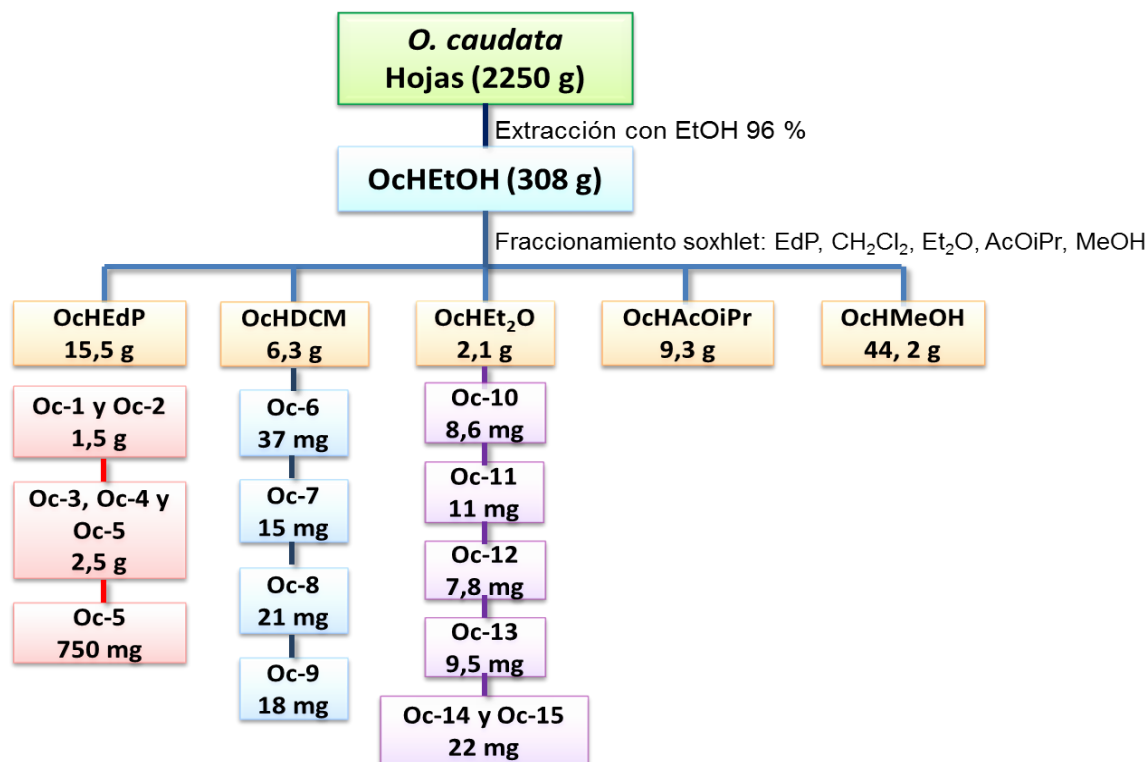 O. caudata
Hojas (2250 g)
Extracción con EtOH 96 %
OcHEtOH (308 g)
Fraccionamiento soxhlet: EdP, CH₂Cl₂, Et₂O, AcOiPr, MeOH
OcHEdP
15,5 g
OcHDCM
6,3 g
OcHEt₂O
2,1 g
OcHAcOiPr
9,3 g
OcHMeOH
44, 2 g
Oc-1 y Oc-2
1,5 g
Oc-3, Oc-4 y
Oc-5
2,5 g
Oc-5
750 mg
Oc-6
37 mg
Oc-7
15 mg
Oc-8
21 mg
Oc-9
18 mg
Oc-10
8,6 mg
Oc-11
11 mg
Oc-12
7,8 mg
Oc-13
9,5 mg
Oc-14 y Oc-15
22 mg